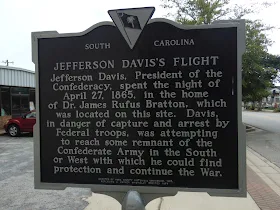 SOUTH CAROLINA
JEFFERSON DAVIS'S FLIGHT
Jefferson Davis, President of the
Confederacy, spent the night of
April 27, 1865, in the home
of Dr. James Rufus Bratton, which
was located on this site. Davis,
in danger of capture and arrest by
Federal troops, was attempting
to reach some remnant of the
Confederate Army in the South
or West with which he could find
protection and continue the War.